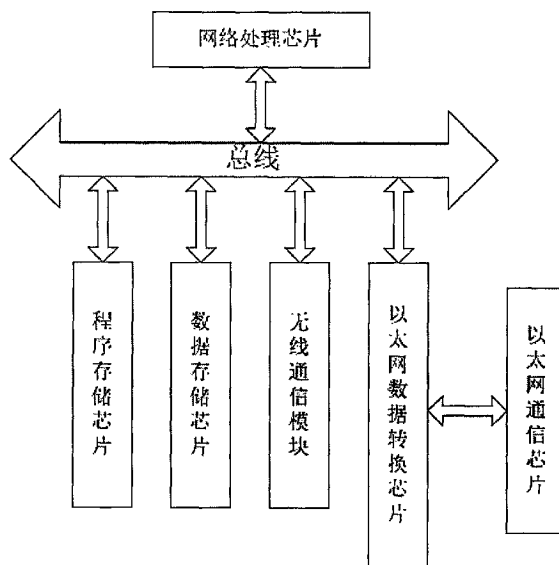 网络处理芯片
总线
程序存储芯片
数据存储芯片
无线通信模块
以太网数据转换芯片
以太网通信芯片